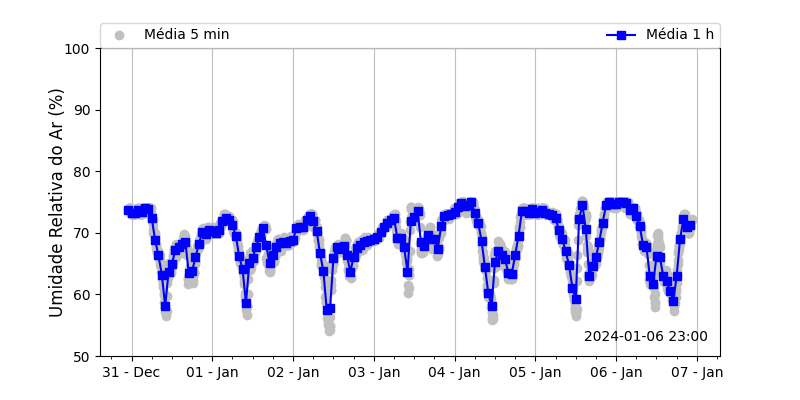 Média 5 min
Média 1 h
100
90
80
70
60
50
Umidade Relativa do Ar (%)
2024-01-06 23:00
31 - Dec
01 - Jan
02 - Jan
03 - Jan
04 - Jan
05 - Jan
06 - Jan
07 - Jan